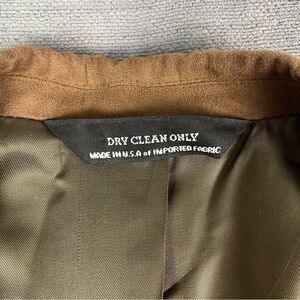 DRY CLEAN ONLY
MADE IN U.S.A of IMPORTED FABRIC